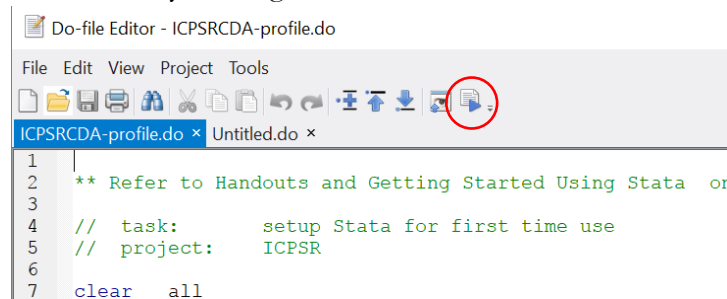 Do-file Editor - ICPSRCDA-profile.do
File Edit View Project Tools
ICPSRCDA-profile.do × Untitled.do ×
1
2 ** Refer to Handouts and Getting Started Using Stata on
3
4 // task: setup Stata for first time use
5 // project: ICPSR
6
7 clear all